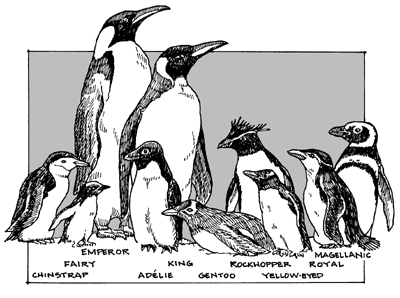 MAGELLANIC
EMPEROR
FAIRY KING ROCKHOPPER ROYAL
CHINSTRAP ADÉLIE GENTOO YELLOW-EYED